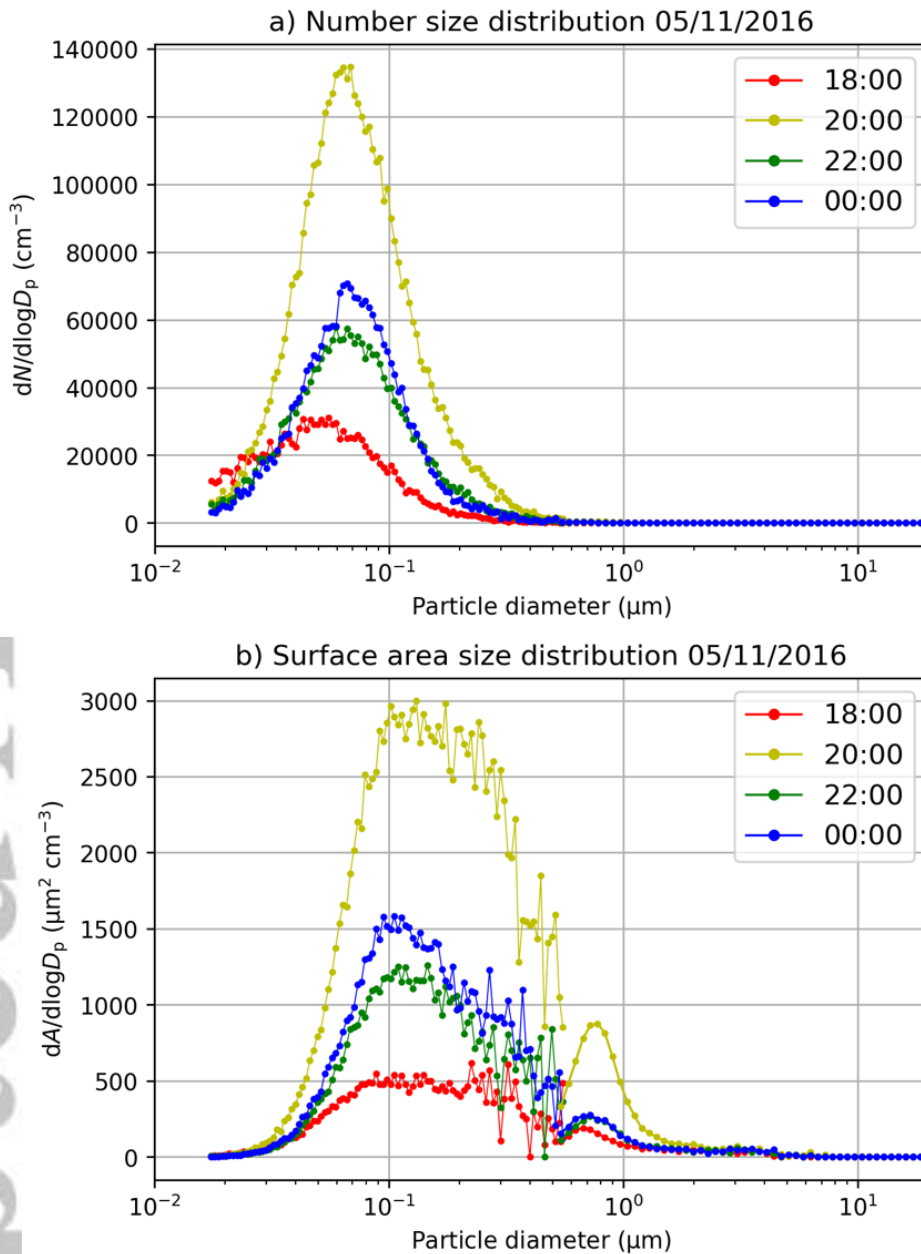 a) Number size distribution 05/11/2016
140000
120000
100000
80000
60000
40000
20000
0
dN/dlogDₚ (cm⁻³)
18:00
20:00
22:00
00:00
10⁻² 10⁻¹ 10⁰ 10¹
Particle diameter (μm)
b) Surface area size distribution 05/11/2016
3000
2500
2000
1500
1000
500
0
dA/dlogDₚ (μm² cm⁻³)
18:00
20:00
22:00
00:00
10⁻² 10⁻¹ 10⁰ 10¹
Particle diameter (μm)